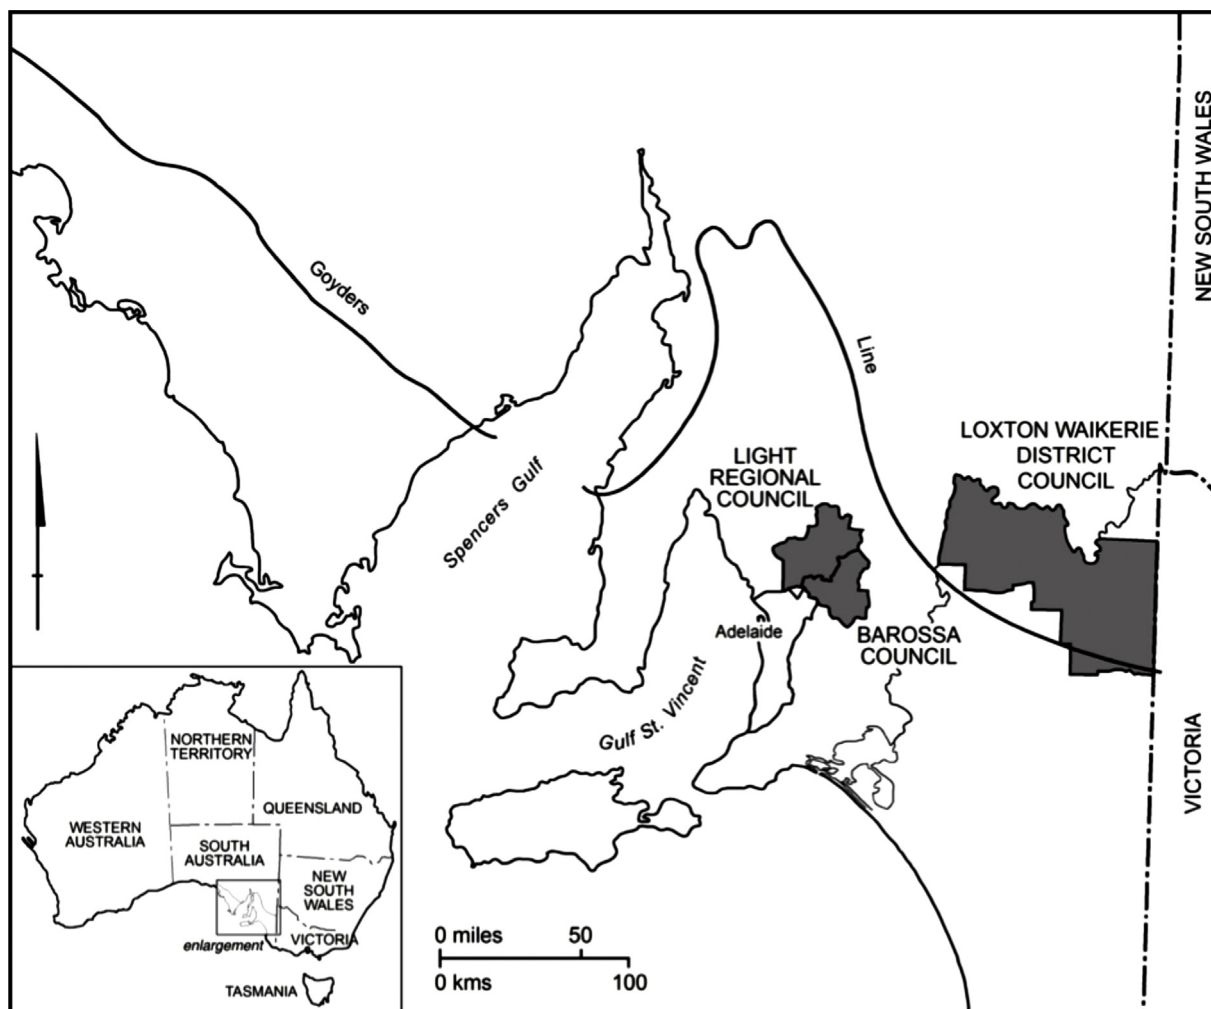 NEW SOUTH WALES
Goyders
Line
LOXTON WAIKERIE
DISTRICT
COUNCIL
LIGHT
REGIONAL
COUNCIL
Spencers Gulf
Adelaide
BAROSSA
COUNCIL
Gulf St. Vincent
VICTORIA
NORTHERN
TERRITORY
QUEENSLAND
WESTERN
AUSTRALIA
SOUTH
AUSTRALIA
NEW
SOUTH
WALES
VICTORIA
enlargement
TASMANIA
0 miles 50
0 kms 100